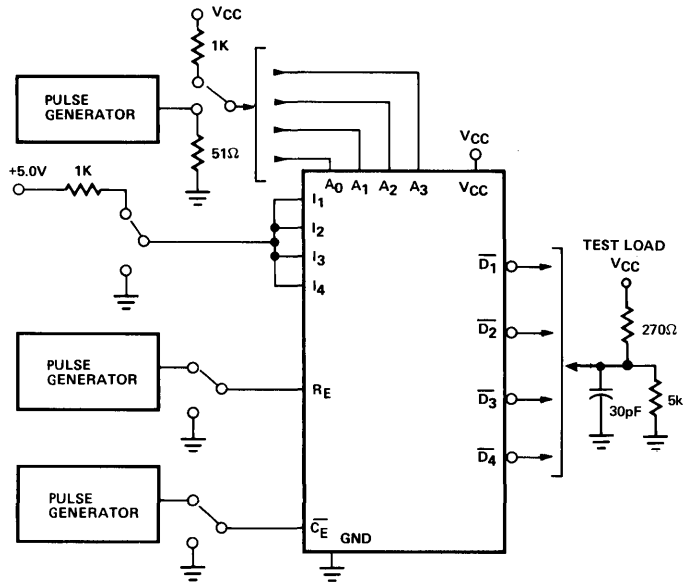 VCC
1K
PULSE
GENERATOR
51Ω
+5.0V
1K
VCC
A0 A1 A2 A3 VCC
I1
I2
I3
I4
D1
D2
D3
D4
TEST LOAD
VCC
270Ω
30pF
5k
PULSE
GENERATOR
RE
PULSE
GENERATOR
CE
GND